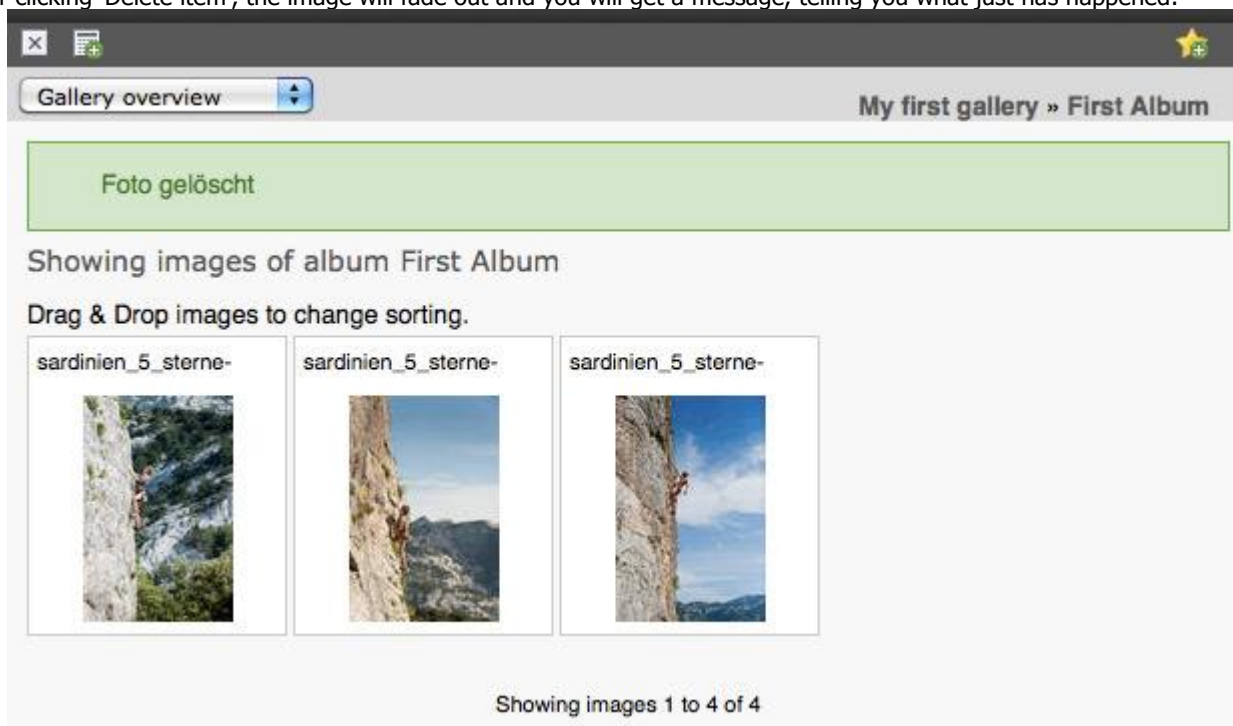 clicking 'Delete item', the image will fade out and you will get a message, telling you what just has happened:
Gallery overview
My first gallery » First Album
Foto gelöscht
Showing images of album First Album
Drag & Drop images to change sorting.
sardinien_5_sterne- sardinien_5_sterne- sardinien_5_sterne-
Showing images 1 to 4 of 4